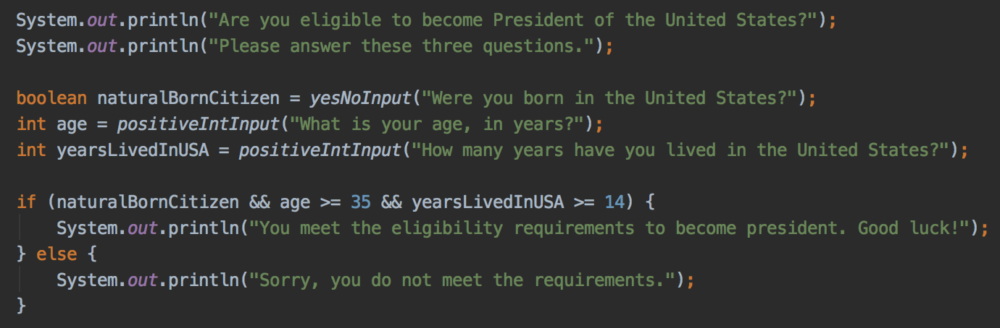 System.out.println("Are you eligible to become President of the United States?");
System.out.println("Please answer these three questions.");
boolean naturalBornCitizen = yesNoInput("Were you born in the United States?");
int age = positiveIntInput("What is your age, in years?");
int yearsLivedInUSA = positiveIntInput("How many years have you lived in the United States?");
if (naturalBornCitizen && age >= 35 && yearsLivedInUSA >= 14) {
    System.out.println("You meet the eligibility requirements to become president. Good luck!");
} else {
    System.out.println("Sorry, you do not meet the requirements.");
}